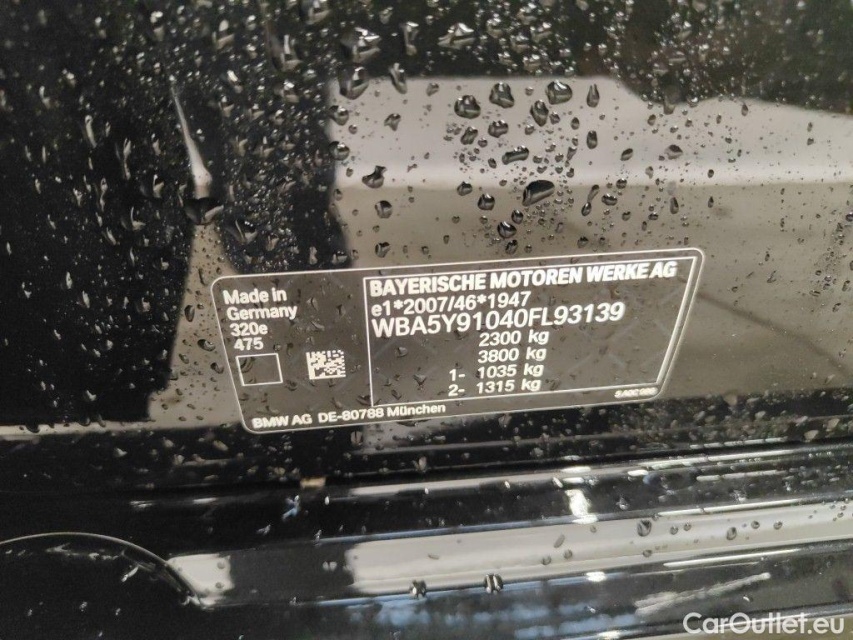 Made in
Germany
320e
475
BAYERISCHE MOTOREN WERKE AG
e1*2007/46*1947
WBA5Y91040FL93139
2300 kg
3800 kg
1- 1035 kg
2- 1315 kg
BMW AG DE-80788 München
CarOutlet.eu